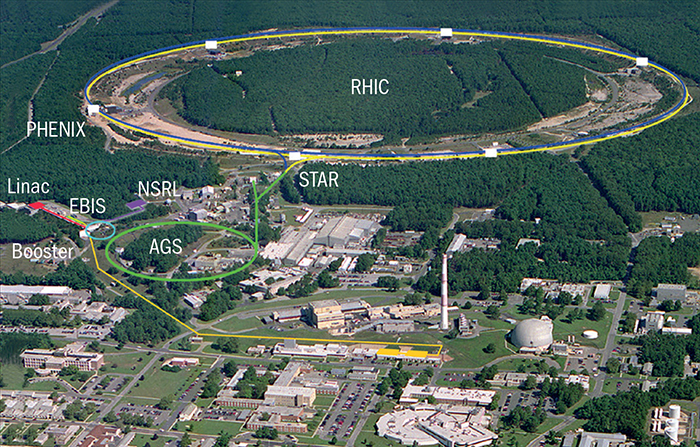 RHIC
PHENIX
STAR
NSRL
Linac
EBIS
Booster
AGS